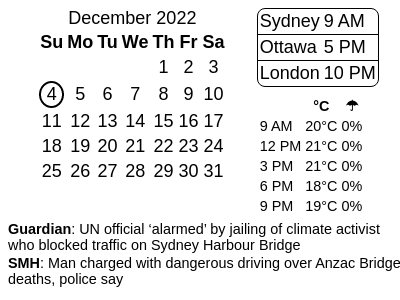 December 2022
Su Mo Tu We Th Fr Sa
1 2 3
4 5 6 7 8 9 10
11 12 13 14 15 16 17
18 19 20 21 22 23 24
25 26 27 28 29 30 31
Sydney 9 AM
Ottawa 5 PM
London 10 PM
°C ☂
9 AM 20°C 0%
12 PM 21°C 0%
3 PM 21°C 0%
6 PM 18°C 0%
9 PM 19°C 0%
Guardian: UN official ‘alarmed’ by jailing of climate activist
who blocked traffic on Sydney Harbour Bridge
SMH: Man charged with dangerous driving over Anzac Bridge
deaths, police say